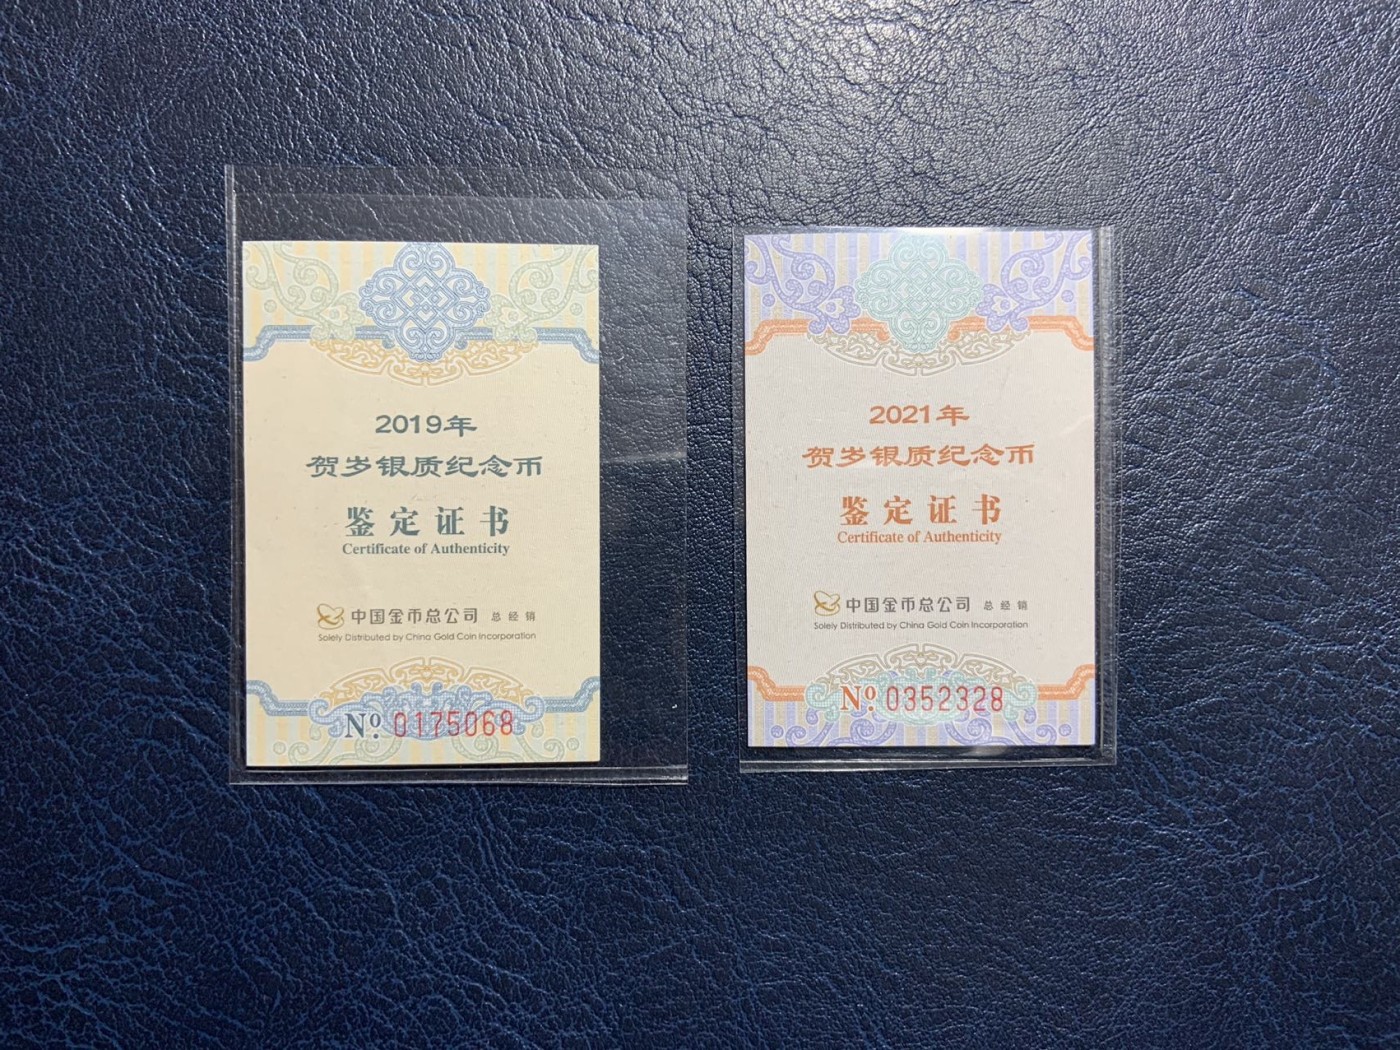 2019年
贺岁银质纪念币
鉴定证书
Certificate of Authenticity
中国金币总公司 总经销
Solely Distributed by China Gold Coin Incorporation
№ 0175068
2021年
贺岁银质纪念币
鉴定证书
Certificate of Authenticity
中国金币总公司 总经销
Solely Distributed by China Gold Coin Incorporation
№ 0352328